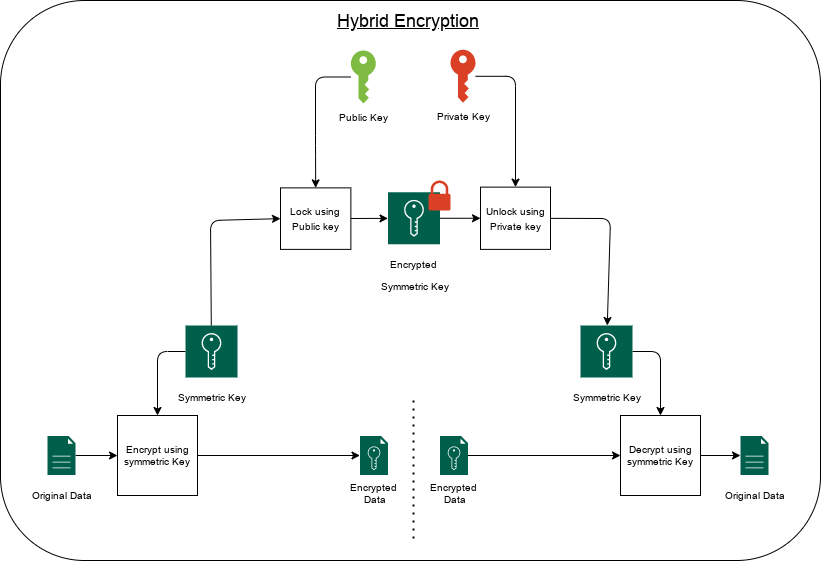 Hybrid Encryption
Public Key
Private Key
Lock using
Public key
Unlock using
Private key
Encrypted
Symmetric Key
Symmetric Key
Symmetric Key
Encrypt using
symmetric Key
Decrypt using
symmetric Key
Original Data
Encrypted
Data
Encrypted
Data
Original Data